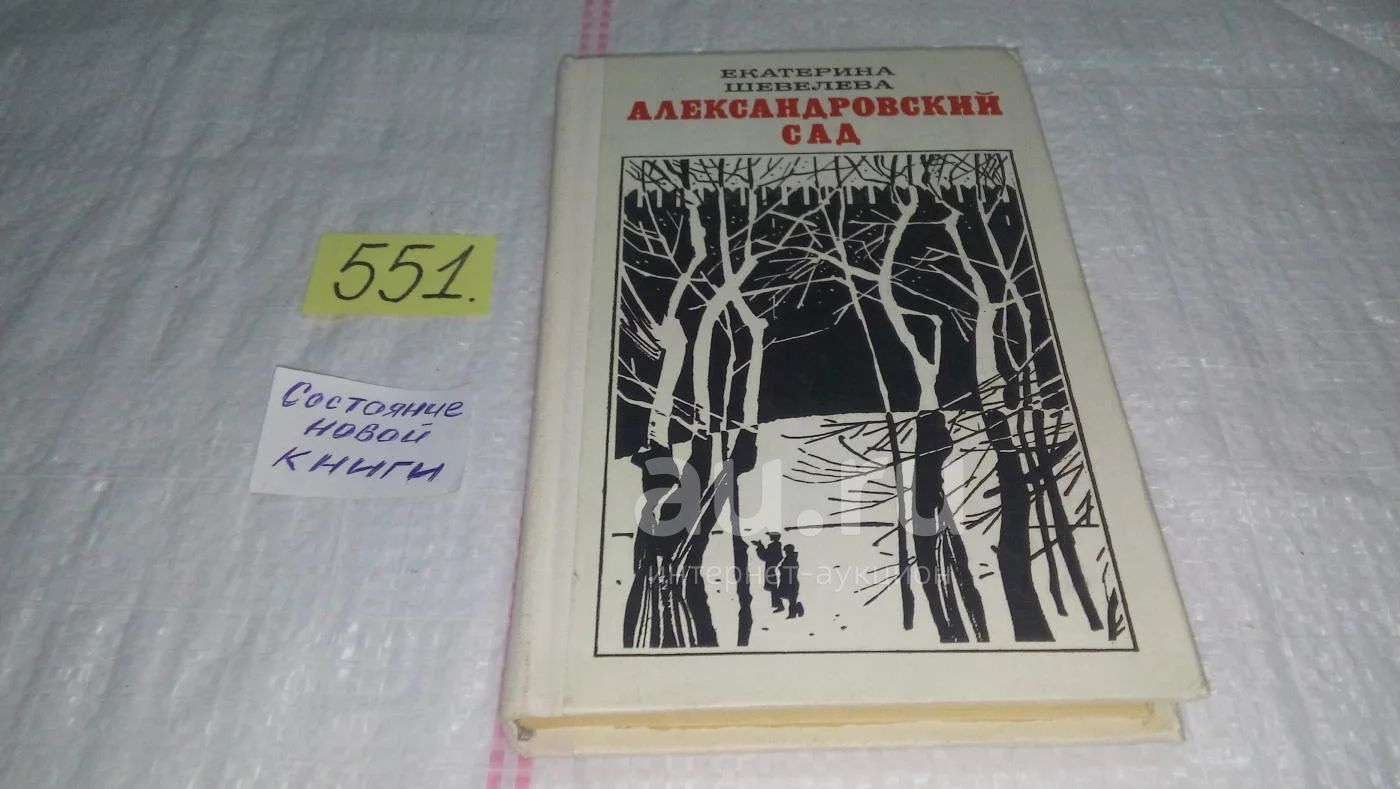 ЕКАТЕРИНА
ШЕВЕЛЕВА
АЛЕКСАНДРОВСКИЙ
САД
551.
Состояние
новой
книги
au.ru
интернет-аукцион